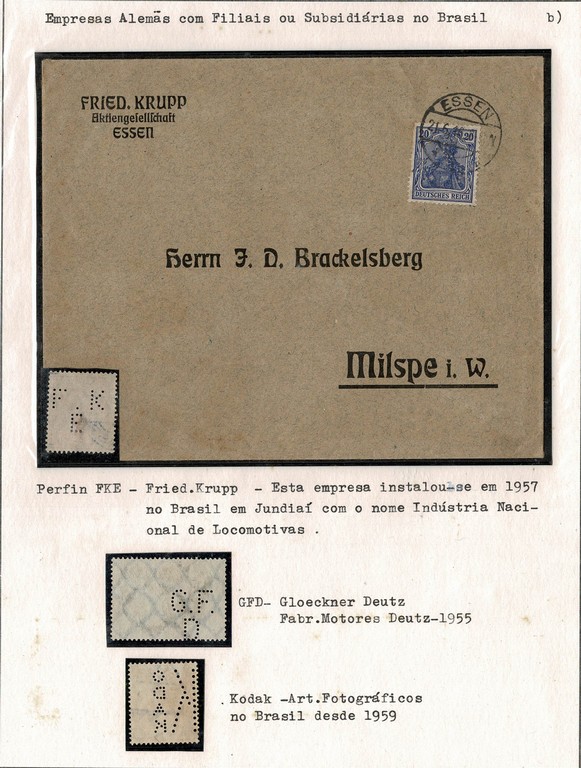 Empresas Alemãs com Filiais ou Subsidiárias no Brasil b)
FRIED. KRUPP
Aktiengesellschaft
ESSEN
ESSEN
20 20
DEUTSCHES REICH
Herrn J. D. Brackelsberg
Milspe i. W.
F K
E
Perfin FKE - Fried.Krupp - Esta empresa instalou-se em 1957
no Brasil em Jundiaí com o nome Indústria Naci-
onal de Locomotivas .
G.F.
D
GFD- Gloeckner Deutz
Fabr.Motores Deutz-1955
KODAK
.Kodak -Art.Fotográficos
no Brasil desde 1959